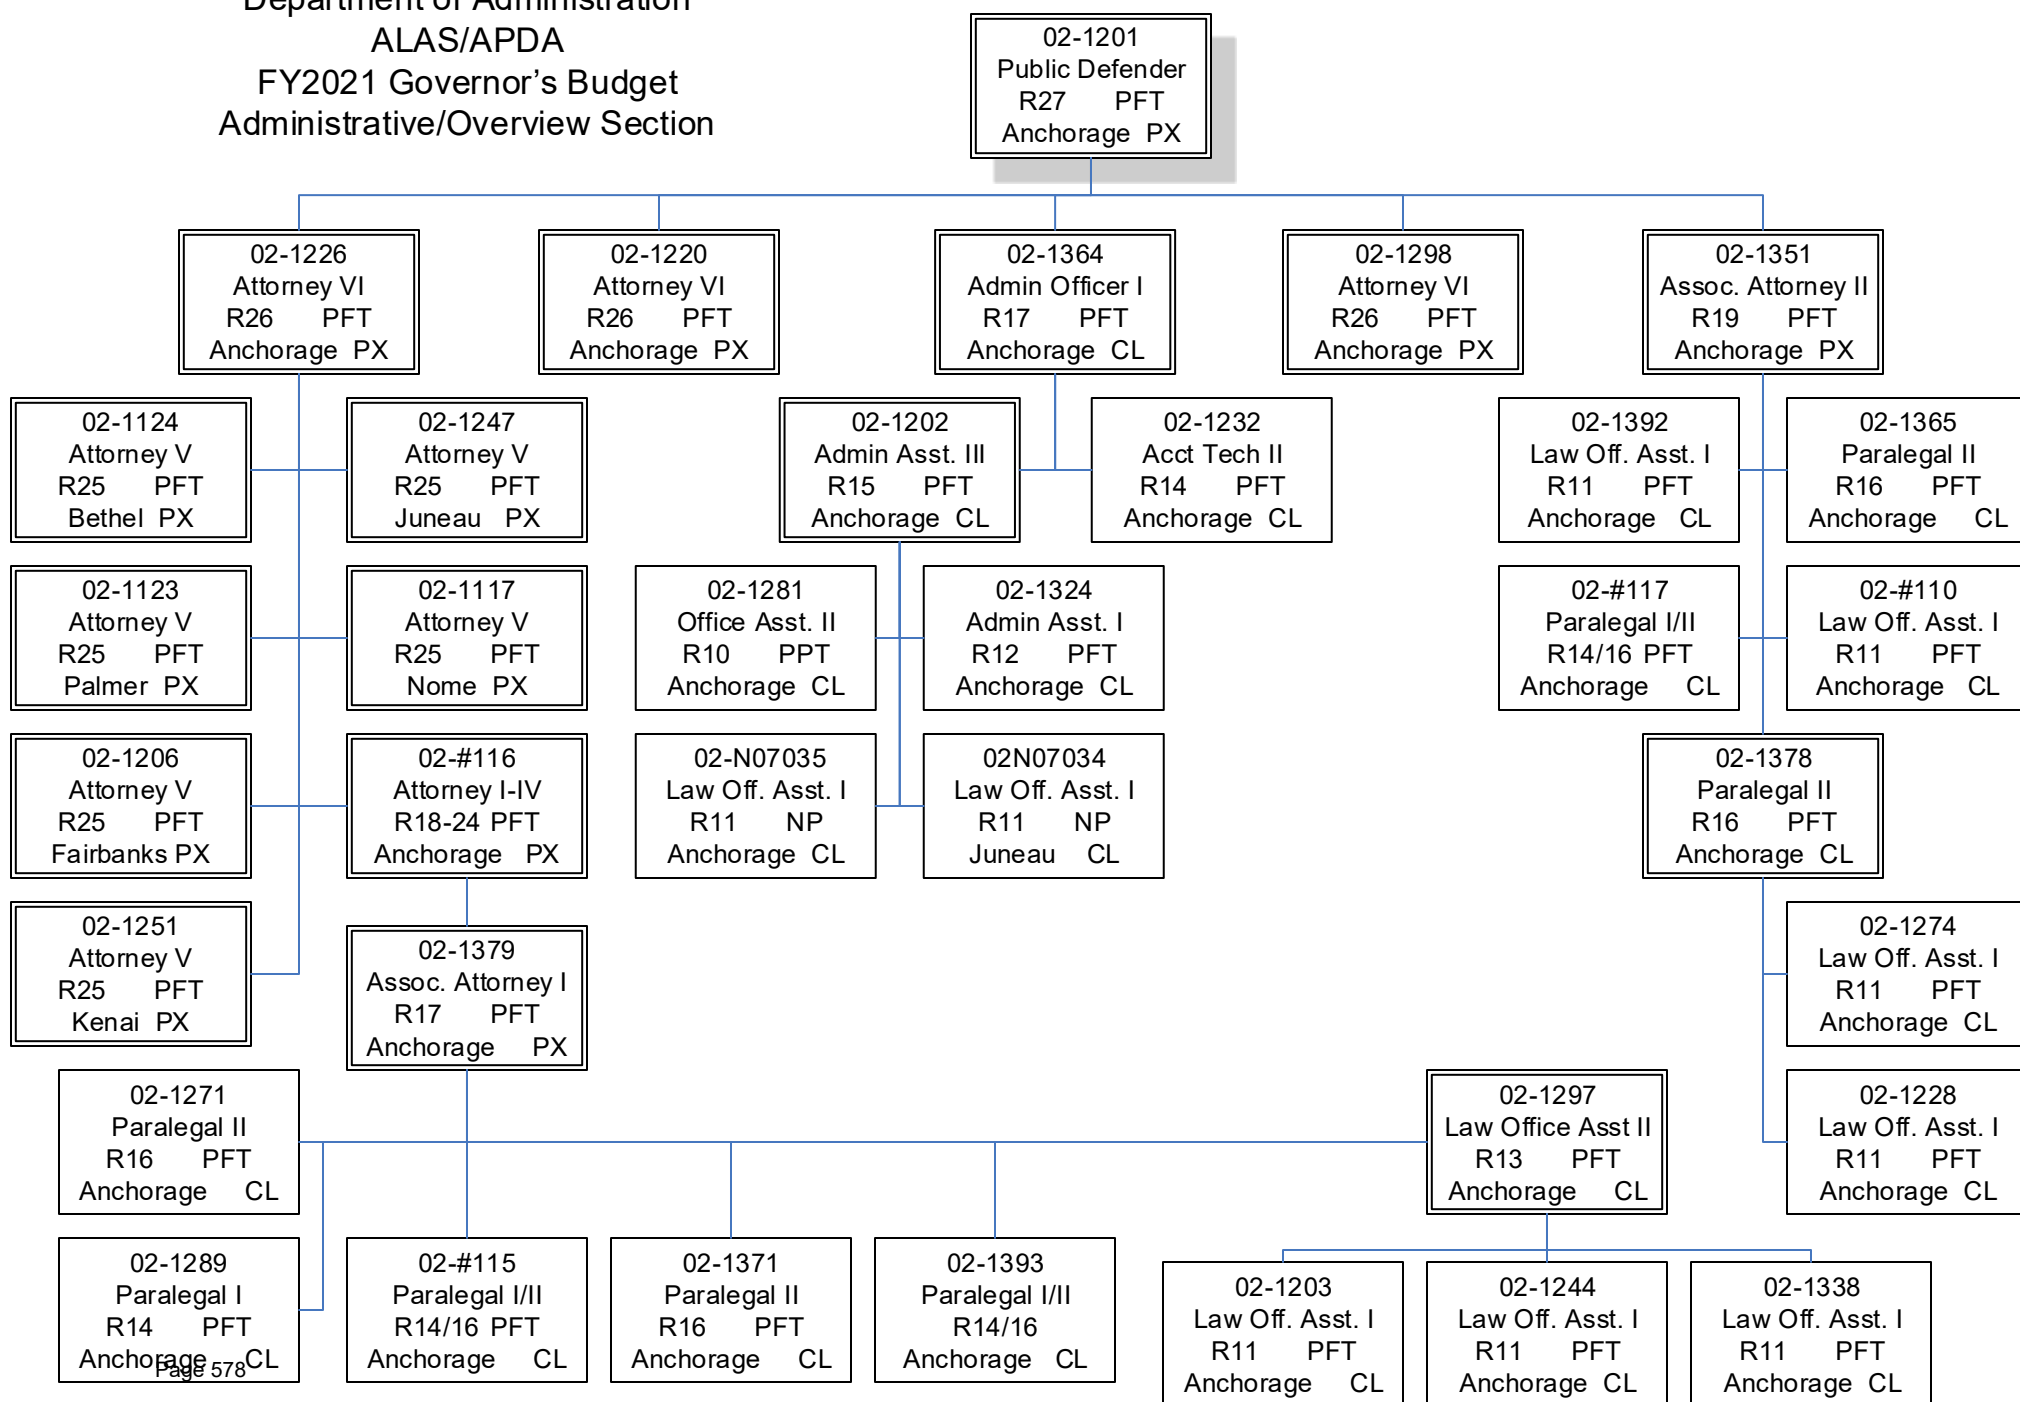 Department of Administration
ALAS/APDA
FY2021 Governor's Budget
Administrative/Overview Section
02-1201
Public Defender
R27 PFT
Anchorage PX
02-1226
Attorney VI
R26 PFT
Anchorage PX
02-1220
Attorney VI
R26 PFT
Anchorage PX
02-1364
Admin Officer I
R17 PFT
Anchorage CL
02-1298
Attorney VI
R26 PFT
Anchorage PX
02-1351
Assoc. Attorney II
R19 PFT
Anchorage PX
02-1124
Attorney V
R25 PFT
Bethel PX
02-1247
Attorney V
R25 PFT
Juneau PX
02-1202
Admin Asst. III
R15 PFT
Anchorage CL
02-1232
Acct Tech II
R14 PFT
Anchorage CL
02-1392
Law Off. Asst. I
R11 PFT
Anchorage CL
02-1365
Paralegal II
R16 PFT
Anchorage CL
02-1123
Attorney V
R25 PFT
Palmer PX
02-1117
Attorney V
R25 PFT
Nome PX
02-1281
Office Asst. II
R10 PPT
Anchorage CL
02-1324
Admin Asst. I
R12 PFT
Anchorage CL
02-#117
Paralegal I/II
R14/16 PFT
Anchorage CL
02-#110
Law Off. Asst. I
R11 PFT
Anchorage CL
02-1206
Attorney V
R25 PFT
Fairbanks PX
02-#116
Attorney I-IV
R18-24 PFT
Anchorage PX
02-N07035
Law Off. Asst. I
R11 NP
Anchorage CL
02N07034
Law Off. Asst. I
R11 NP
Juneau CL
02-1378
Paralegal II
R16 PFT
Anchorage CL
02-1251
Attorney V
R25 PFT
Kenai PX
02-1379
Assoc. Attorney I
R17 PFT
Anchorage PX
02-1274
Law Off. Asst. I
R11 PFT
Anchorage CL
02-1271
Paralegal II
R16 PFT
Anchorage CL
02-1297
Law Office Asst II
R13 PFT
Anchorage CL
02-1228
Law Off. Asst. I
R11 PFT
Anchorage CL
02-1289
Paralegal I
R14 PFT
Anchorage CL
02-#115
Paralegal I/II
R14/16 PFT
Anchorage CL
02-1371
Paralegal II
R16 PFT
Anchorage CL
02-1393
Paralegal I/II
R14/16
Anchorage CL
02-1203
Law Off. Asst. I
R11 PFT
Anchorage CL
02-1244
Law Off. Asst. I
R11 PFT
Anchorage CL
02-1338
Law Off. Asst. I
R11 PFT
Anchorage CL
Page 578